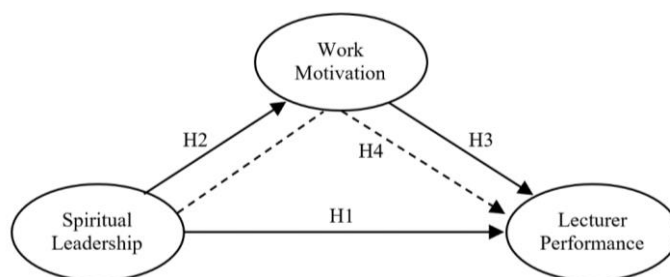 Work
Motivation
H2
H4
H3
Spiritual
Leadership
H1
Lecturer
Performance